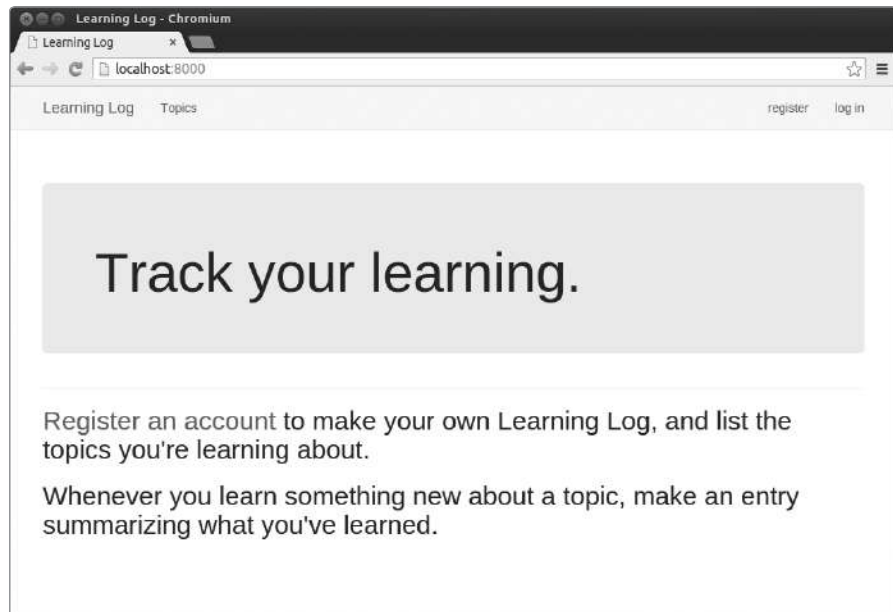 Learning Log - Chromium
Learning Log ×
localhost:8000
Learning Log Topics register log in
Track your learning.
Register an account to make your own Learning Log, and list the
topics you're learning about.
Whenever you learn something new about a topic, make an entry
summarizing what you've learned.